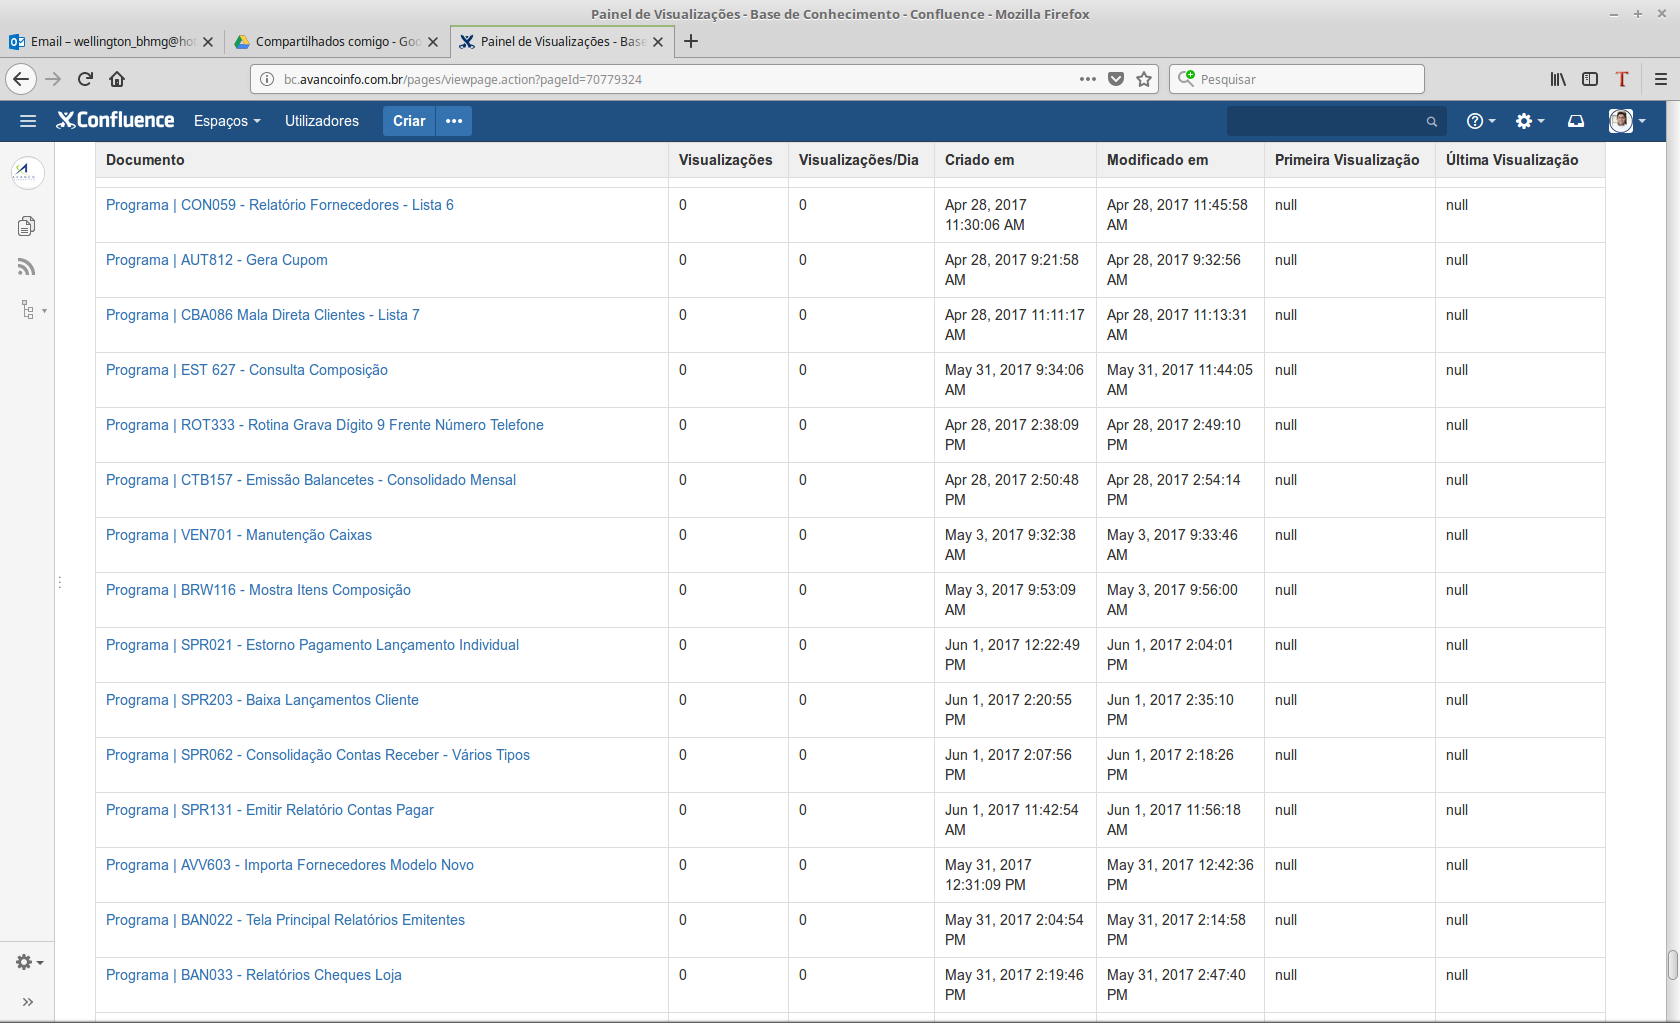 Painel de Visualizações - Base de Conhecimento - Confluence - Mozilla Firefox
Email – wellington_bhmg@ho
Compartilhados comigo - Goo
Painel de Visualizações - Base
bc.avancoinfo.com.br/pages/viewpage.action?pageId=70779324
Pesquisar
Confluence
Espaços
Utilizadores
Criar
Documento Visualizações Visualizações/Dia Criado em Modificado em Primeira Visualização Última Visualização
Programa | CON059 - Relatório Fornecedores - Lista 6 0 0 Apr 28, 2017 Apr 28, 2017 11:45:58 null null
11:30:06 AM AM
Programa | AUT812 - Gera Cupom 0 0 Apr 28, 2017 9:21:58 Apr 28, 2017 9:32:56 null null
AM AM
Programa | CBA086 Mala Direta Clientes - Lista 7 0 0 Apr 28, 2017 11:11:17 Apr 28, 2017 11:13:31 null null
AM AM
Programa | EST 627 - Consulta Composição 0 0 May 31, 2017 9:34:06 May 31, 2017 11:44:05 null null
AM AM
Programa | ROT333 - Rotina Grava Dígito 9 Frente Número Telefone 0 0 Apr 28, 2017 2:38:09 Apr 28, 2017 2:49:10 null null
PM PM
Programa | CTB157 - Emissão Balancetes - Consolidado Mensal 0 0 Apr 28, 2017 2:50:48 Apr 28, 2017 2:54:14 null null
PM PM
Programa | VEN701 - Manutenção Caixas 0 0 May 3, 2017 9:32:38 May 3, 2017 9:33:46 null null
AM AM
Programa | BRW116 - Mostra Itens Composição 0 0 May 3, 2017 9:53:09 May 3, 2017 9:56:00 null null
AM AM
Programa | SPR021 - Estorno Pagamento Lançamento Individual 0 0 Jun 1, 2017 12:22:49 Jun 1, 2017 2:04:01 null null
PM PM
Programa | SPR203 - Baixa Lançamentos Cliente 0 0 Jun 1, 2017 2:20:55 Jun 1, 2017 2:35:10 null null
PM PM
Programa | SPR062 - Consolidação Contas Receber - Vários Tipos 0 0 Jun 1, 2017 2:07:56 Jun 1, 2017 2:18:26 null null
PM PM
Programa | SPR131 - Emitir Relatório Contas Pagar 0 0 Jun 1, 2017 11:42:54 Jun 1, 2017 11:56:18 null null
AM AM
Programa | AVV603 - Importa Fornecedores Modelo Novo 0 0 May 31, 2017 May 31, 2017 12:42:36 null null
12:31:09 PM PM
Programa | BAN022 - Tela Principal Relatórios Emitentes 0 0 May 31, 2017 2:04:54 May 31, 2017 2:14:58 null null
PM PM
Programa | BAN033 - Relatórios Cheques Loja 0 0 May 31, 2017 2:19:46 May 31, 2017 2:47:40 null null
PM PM